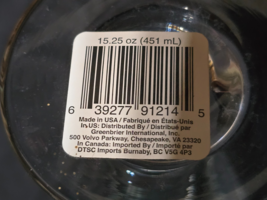 15.25 oz (451 mL)
6 39277 91214 5
Made in USA / Fabriqué en États-Unis
In US: Distributed By / Distribué par
Greenbrier International, Inc.
500 Volvo Parkway, Chesapeake, VA 23320
In Canada: Imported By / Importé par
DTSC Imports Burnaby, BC V5G 4P3